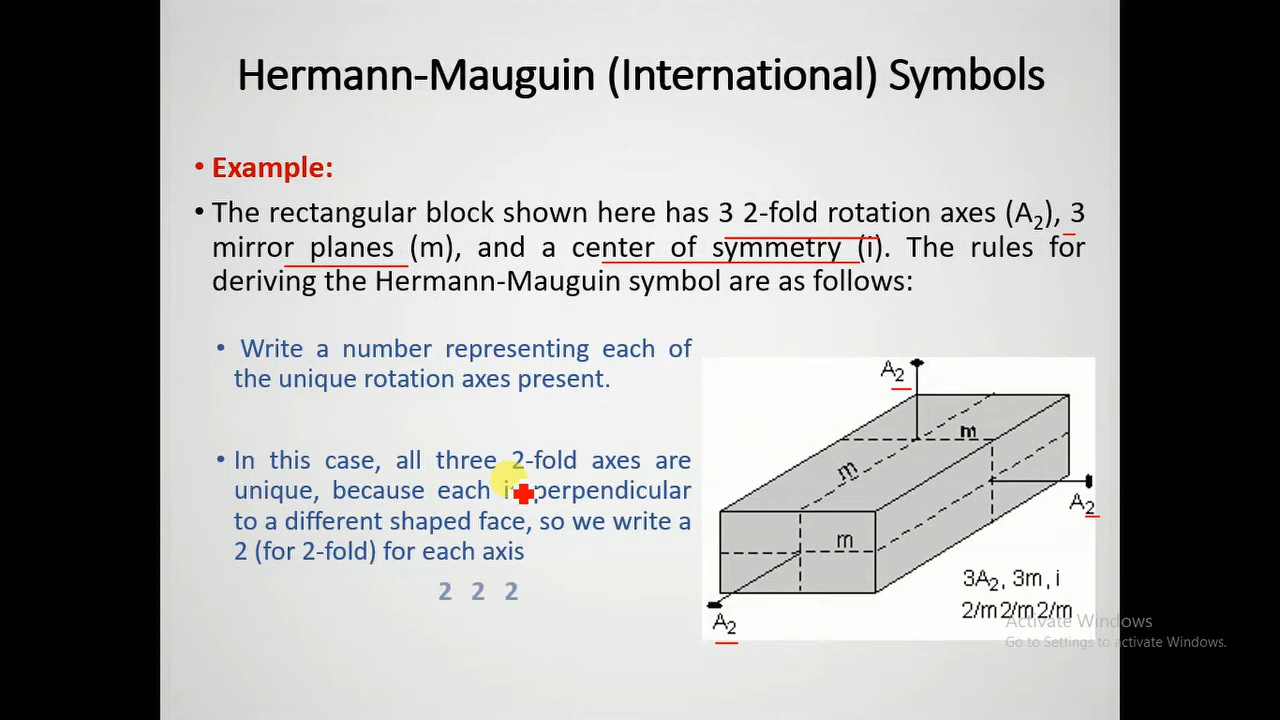 Hermann-Mauguin (International) Symbols
• Example:
• The rectangular block shown here has 3 2-fold rotation axes (A2), 3
mirror planes (m), and a center of symmetry (i). The rules for
deriving the Hermann-Mauguin symbol are as follows:
• Write a number representing each of
the unique rotation axes present.
• In this case, all three 2-fold axes are
unique, because each perpendicular
to a different shaped face, so we write a
2 (for 2-fold) for each axis
2 2 2
A2
m
m
A2
m
3A2, 3m, i
2/m2/m2/m
A2
Activate Windows
Go to Settings to activate Windows.